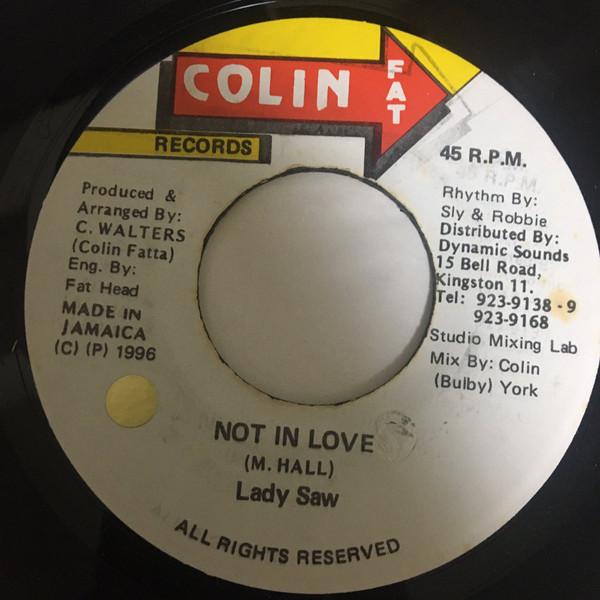 COLIN
FAT
RECORDS
45 R.P.M.
Produced &
Arranged By:
C. WALTERS
(Colin Fatta)
Eng. By:
Fat Head
MADE IN
JAMAICA
(C) (P) 1996
Rhythm By:
Sly & Robbie
Distributed By:
Dynamic Sounds
15 Bell Road,
Kingston 11.
Tel: 923-9138 - 9
923-9168
Studio Mixing Lab
Mix By: Colin
(Bulby) York
NOT IN LOVE
(M. HALL)
Lady Saw
ALL RIGHTS RESERVED